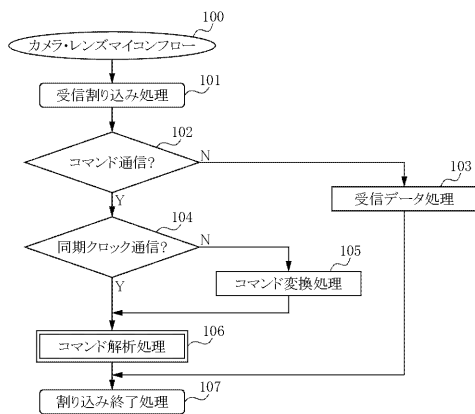 100
カメラ・レンズマイコンフロー
101
受信割り込み処理
102
コマンド通信?
N
103
Y
受信データ処理
104
同期クロック通信?
N
105
Y
コマンド変換処理
106
コマンド解析処理
107
割り込み終了処理